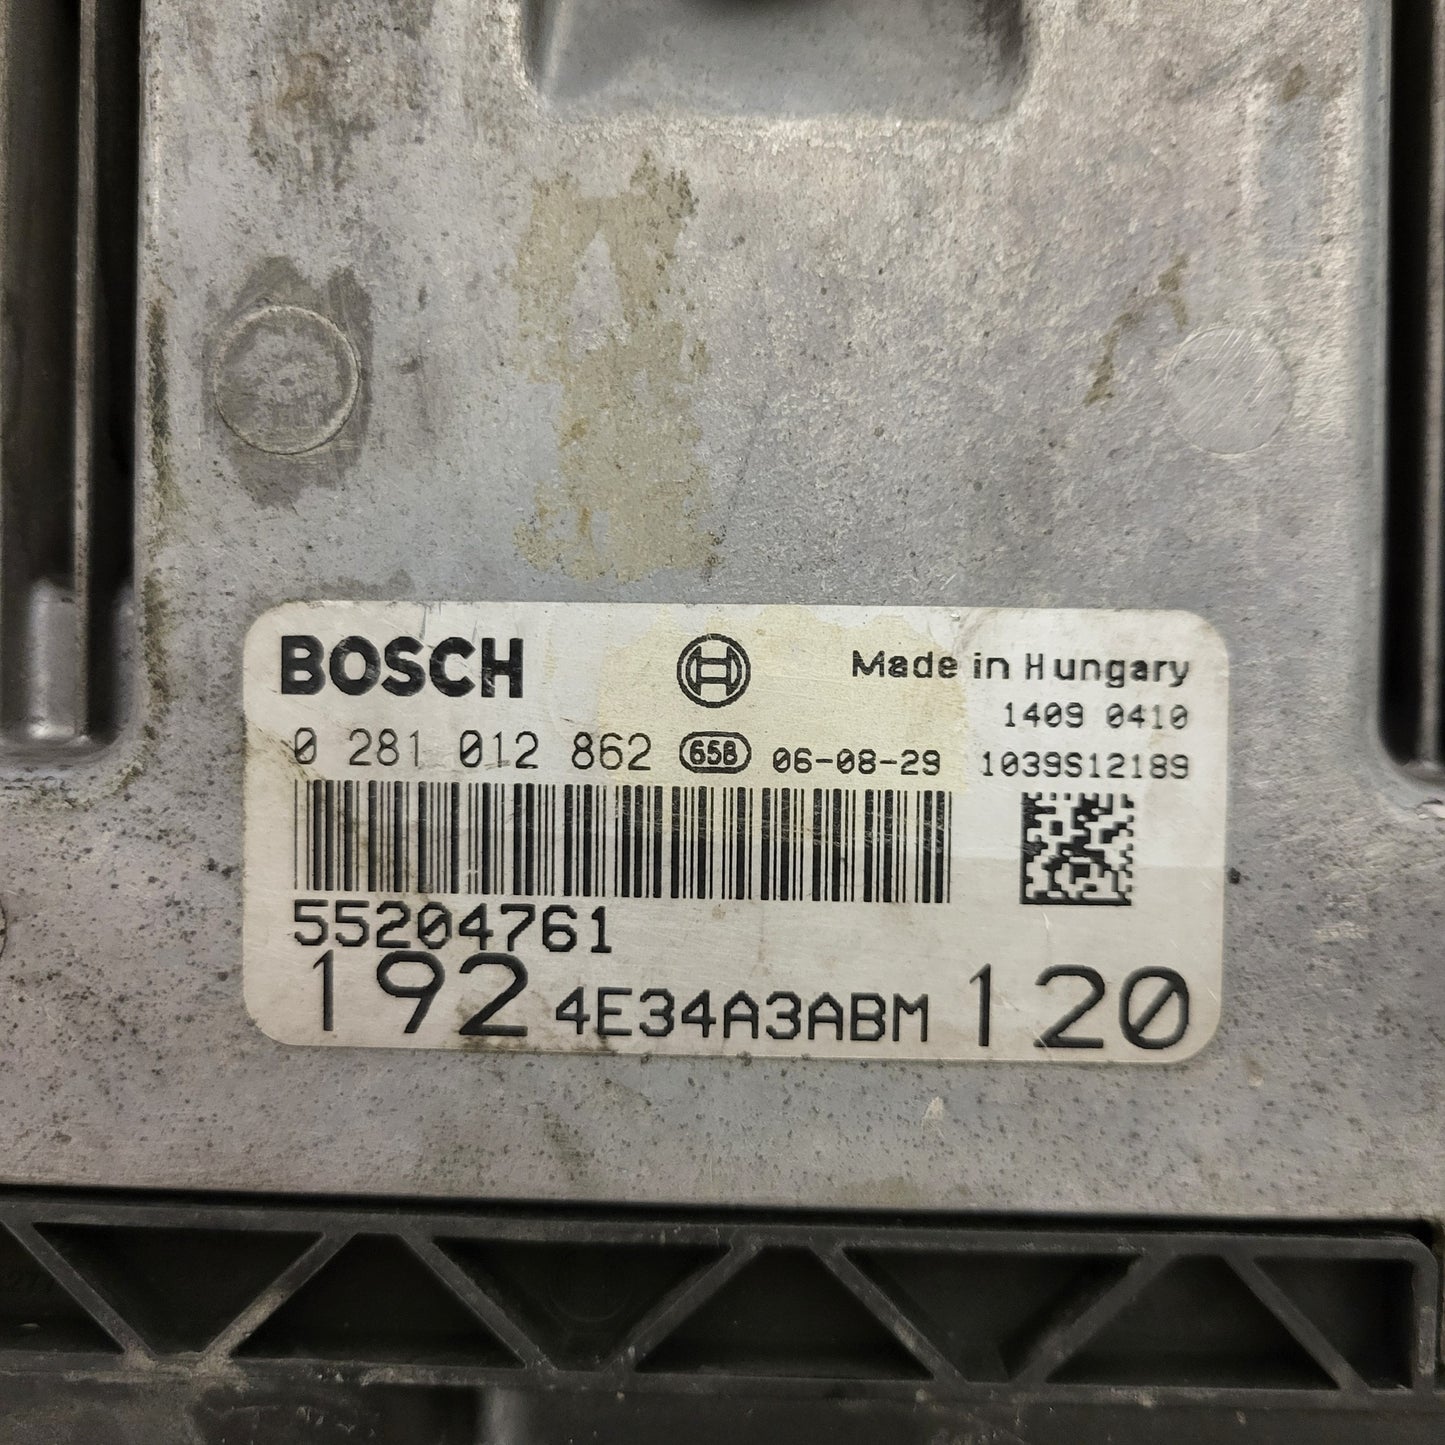 BOSCH Made in Hungary
1409 0410
0 281 012 862 658 06-08-29 1039S12189
55204761
192 4E34A3ABM 120